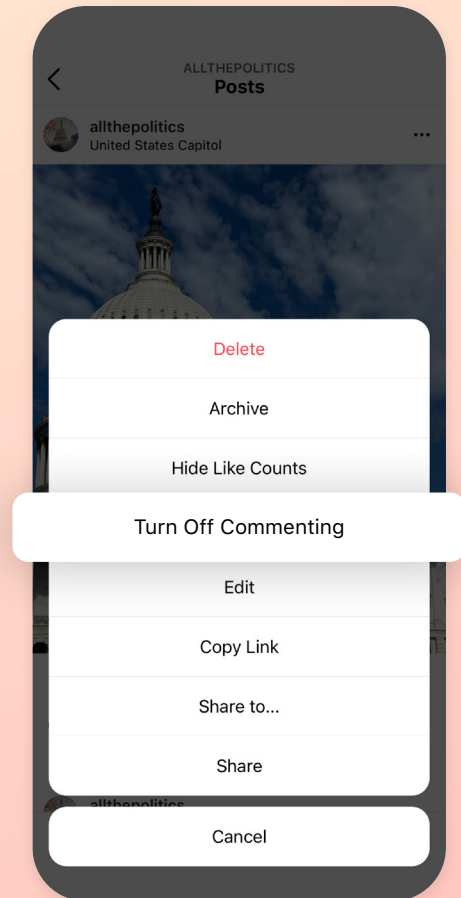 ALLTHEPOLITICS
Posts
allthepolitics
United States Capitol
Delete
Archive
Hide Like Counts
Turn Off Commenting
Edit
Copy Link
Share to...
Share
allthepolitics
Cancel